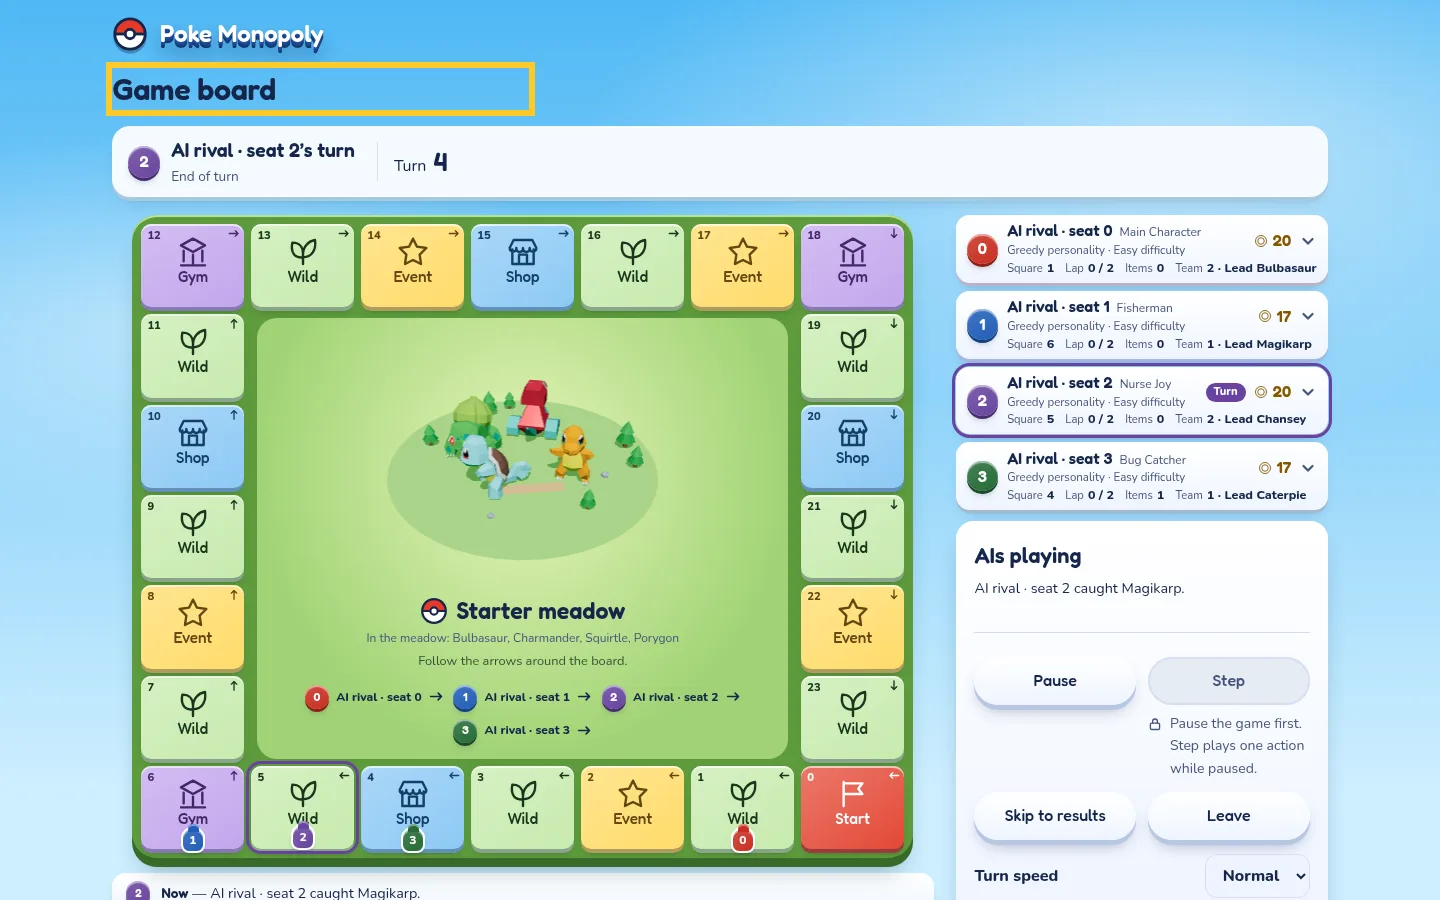 Poke Monopoly
Game board
2
AI rival · seat 2's turn
End of turn
Turn 4
12
Gym
13
Wild
14
Event
15
Shop
16
Wild
17
Event
18
Gym
11
Wild
19
Wild
10
Shop
20
Shop
9
Wild
21
Wild
8
Event
22
Event
7
Wild
23
Wild
Starter meadow
In the meadow: Bulbasaur, Charmander, Squirtle, Porygon
Follow the arrows around the board.
0 AI rival · seat 0 → 1 AI rival · seat 1 → 2 AI rival · seat 2 →
3 AI rival · seat 3 →
6
Gym
1
5
Wild
2
4
Shop
3
3
Wild
2
Event
1
Wild
0
0
Start
2 Now — AI rival · seat 2 caught Magikarp.
0
AI rival · seat 0 Main Character
Greedy personality · Easy difficulty
20
Square 1 Lap 0 / 2 Items 0 Team 2 · Lead Bulbasaur
1
AI rival · seat 1 Fisherman
Greedy personality · Easy difficulty
17
Square 6 Lap 0 / 2 Items 0 Team 1 · Lead Magikarp
2
AI rival · seat 2 Nurse Joy
Greedy personality · Easy difficulty
Turn 20
Square 5 Lap 0 / 2 Items 0 Team 2 · Lead Chansey
3
AI rival · seat 3 Bug Catcher
Greedy personality · Easy difficulty
17
Square 4 Lap 0 / 2 Items 1 Team 1 · Lead Caterpie
AIs playing
AI rival · seat 2 caught Magikarp.
Pause
Step
Pause the game first.
Step plays one action
while paused.
Skip to results
Leave
Turn speed
Normal